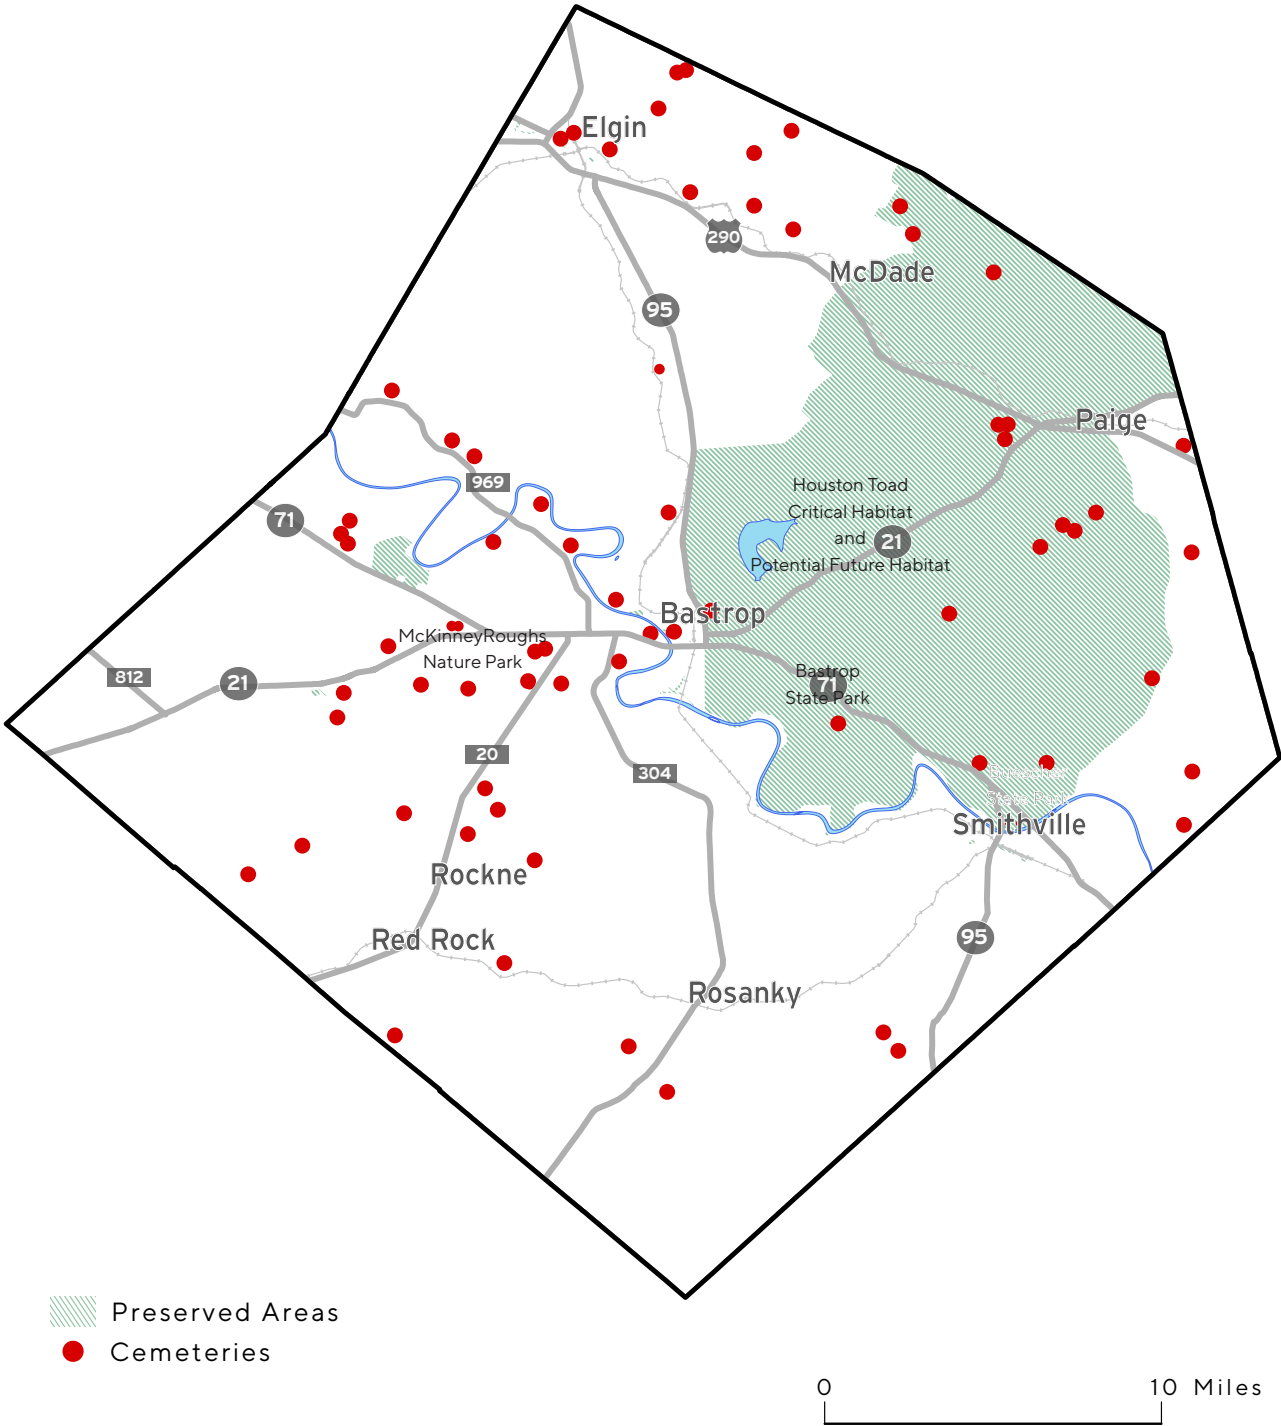 Elgin
290
McDade
95
Paige
969
Houston Toad
Critical Habitat
and
Potential Future Habitat
71
21
Bastrop
McKinneyRoughs
Nature Park
812
21
Bastrop
State Park
71
20
304
State Park
Smithville
Rockne
Red Rock
95
Rosanky
Preserved Areas
Cemeteries
0 10 Miles